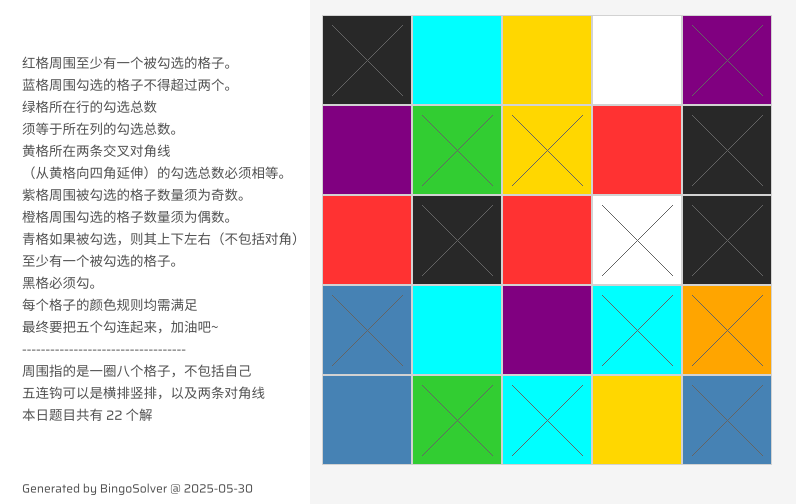 红格周围至少有一个被勾选的格子。
蓝格周围勾选的格子不得超过两个。
绿格所在行的勾选总数
须等于所在列的勾选总数。
黄格所在两条交叉对角线
（从黄格向四角延伸）的勾选总数必须相等。
紫格周围被勾选的格子数量须为奇数。
橙格周围勾选的格子数量须为偶数。
青格如果被勾选，则其上下左右（不包括对角）
至少有一个被勾选的格子。
黑格必须勾。
每个格子的颜色规则均需满足
最终要把五个勾连起来，加油吧~
----------------------------------
周围指的是一圈八个格子，不包括自己
五连钩可以是横排竖排，以及两条对角线
本日题目共有 22 个解
Generated by BingoSolver @ 2025-05-30